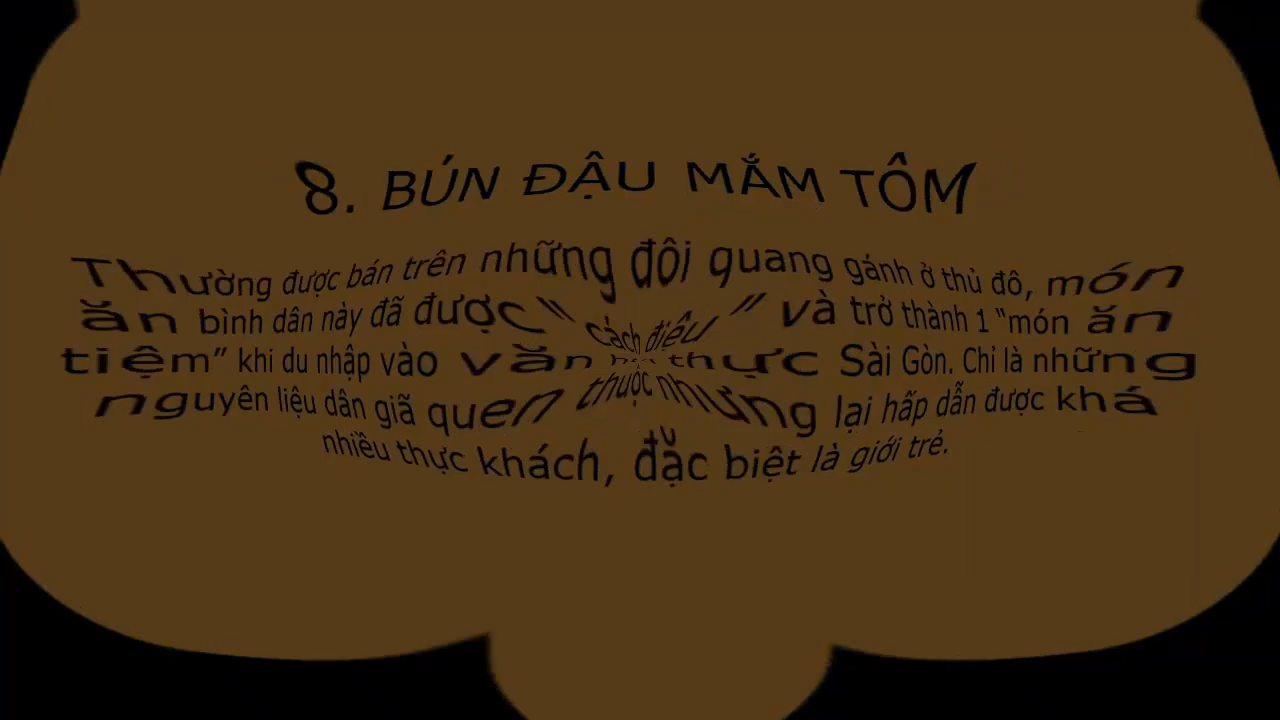 8. BÚN ĐẬU MẮM TÔM
Thường được bán trên những đôi quang gánh ở thủ đô, món
ăn bình dân này đã được “cách điệu” và trở thành 1 “món ăn
tiệm” khi du nhập vào văn thực Sài Gòn. Chỉ là những
nguyên liệu dân giã quen thuộc nhưng lại hấp dẫn được khá
nhiều thực khách, đặc biệt là giới trẻ.